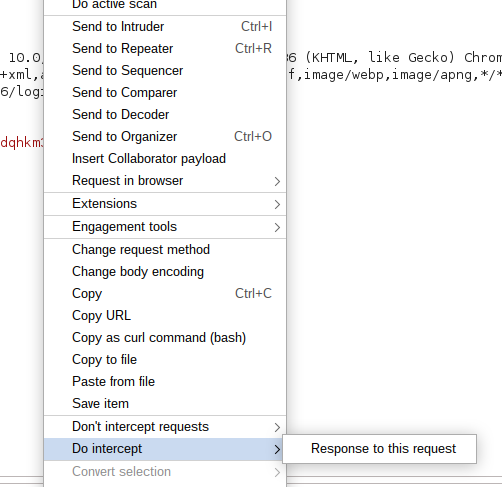 Do active scan
Send to Intruder Ctrl+I
Send to Repeater Ctrl+R
10.0 36 (KHTML, like Gecko) Chrom
Send to Sequencer
+xml,a f,image/webp,image/apng,*/*
Send to Comparer
6/logi
Send to Decoder
Send to Organizer Ctrl+O
dqhkm
Insert Collaborator payload
Request in browser
Extensions
Engagement tools
Change request method
Change body encoding
Copy Ctrl+C
Copy URL
Copy as curl command (bash)
Copy to file
Paste from file
Save item
Don't intercept requests
Do intercept
Response to this request
Convert selection